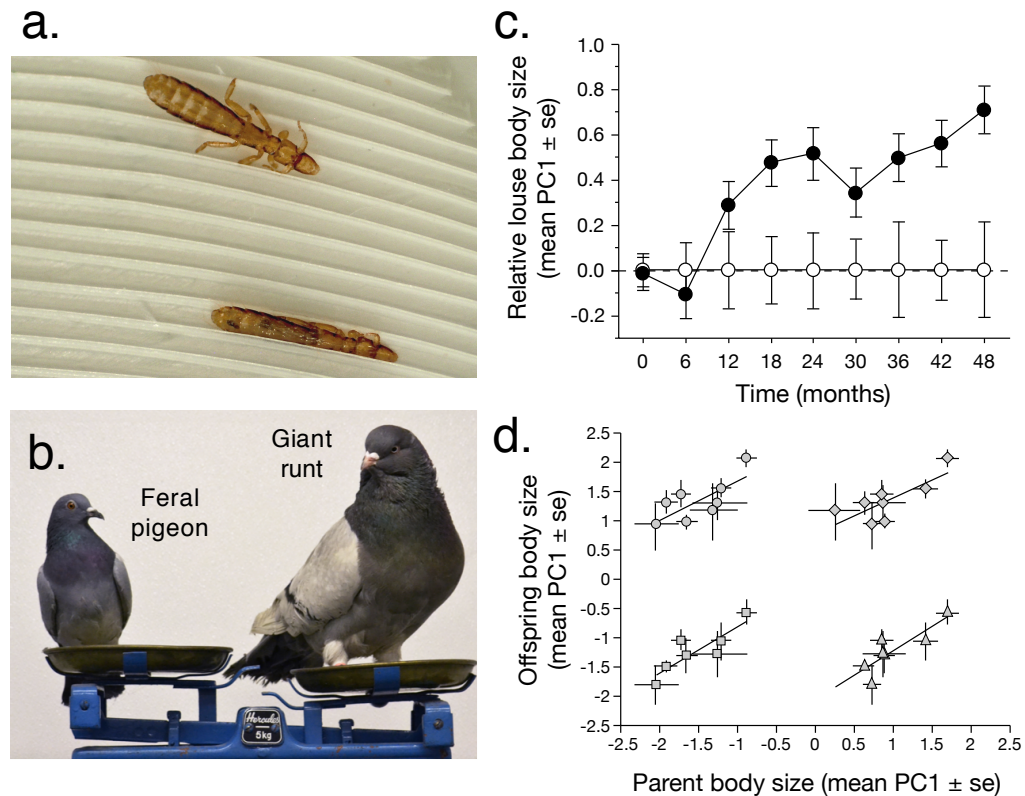 a.
b.
Feral
pigeon
Giant
runt
Hercules
5kg
c.
Relative louse body size
(mean PC1 ± se)
1.0
0.8
0.6
0.4
0.2
0.0
-0.2
0 6 12 18 24 30 36 42 48
Time (months)
d.
Offspring body size
(mean PC1 ± se)
2.5
2
1.5
1
0.5
0
-0.5
-1
-1.5
-2
-2.5
-2.5 -2 -1.5 -1 -0.5 0 0.5 1 1.5 2 2.5
Parent body size (mean PC1 ± se)